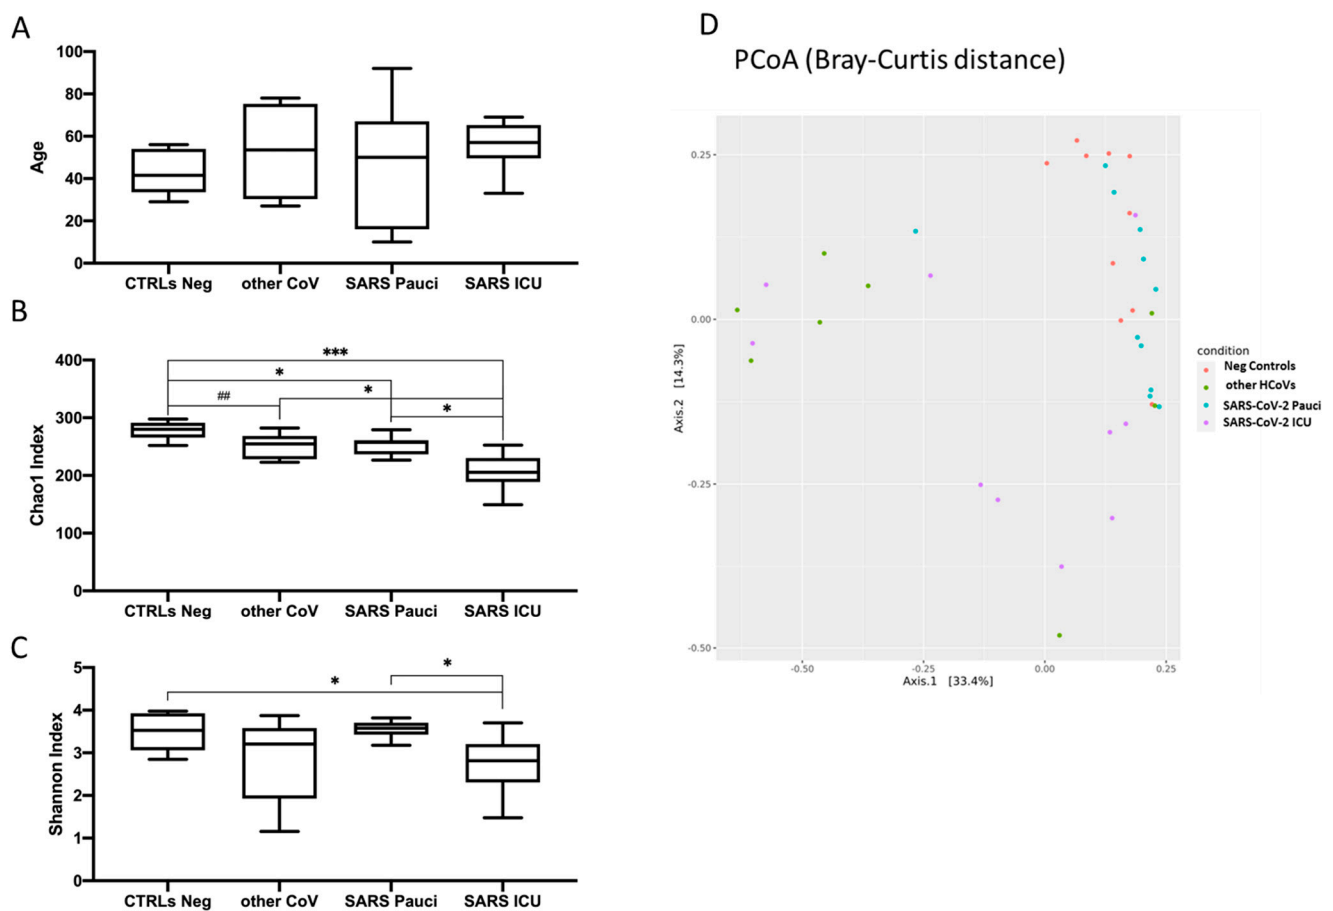 A
Age
100
80
60
40
20
0
CTRLs Neg other CoV SARS Pauci SARS ICU
B
Chao1 Index
400
300
200
100
0
***
*
*
##
*
CTRLs Neg other CoV SARS Pauci SARS ICU
C
Shannon Index
5
4
3
2
1
0
*
*
CTRLs Neg other CoV SARS Pauci SARS ICU
D
PCoA (Bray-Curtis distance)
Axis.2 [14.3%]
0.25
0.00
-0.25
-0.50
-0.50 -0.25 0.00 0.25
Axis.1 [33.4%]
condition
Neg Controls
other HCoVs
SARS-CoV-2 Pauci
SARS-CoV-2 ICU